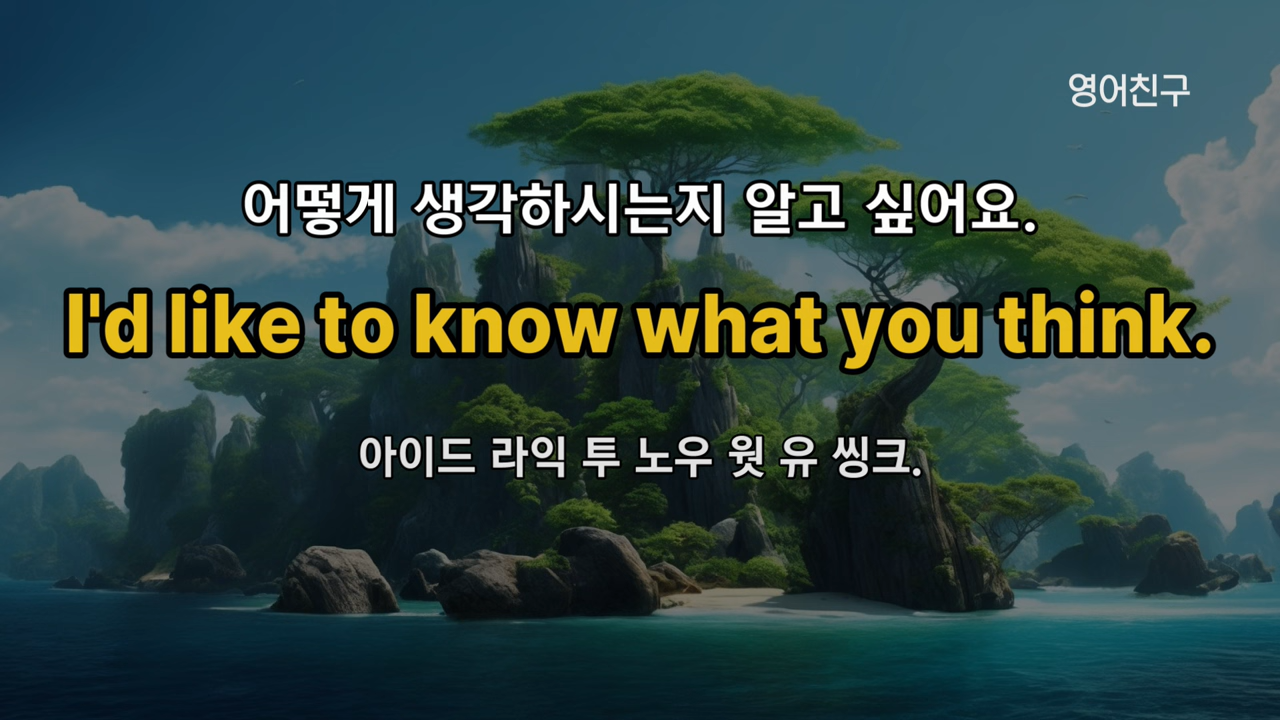 영어친구
어떻게 생각하시는지 알고 싶어요.
I'd like to know what you think.
아이드 라익 투 노우 웟 유 씽크.